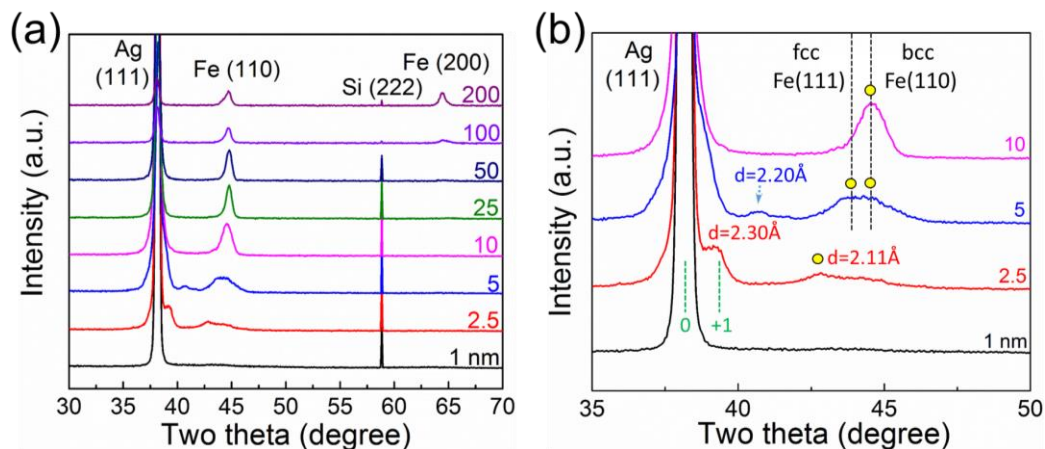 (a)
Intensity (a.u.)
Ag
(111)
Fe (110)
Fe (200)
Si (222)
200
100
50
25
10
5
2.5
1 nm
30 35 40 45 50 55 60 65 70
Two theta (degree)
(b)
Intensity (a.u.)
Ag
(111)
fcc
Fe(111)
bcc
Fe(110)
10
d=2.20Å
5
d=2.30Å
d=2.11Å
2.5
0 +1
1 nm
35 40 45 50
Two theta (degree)